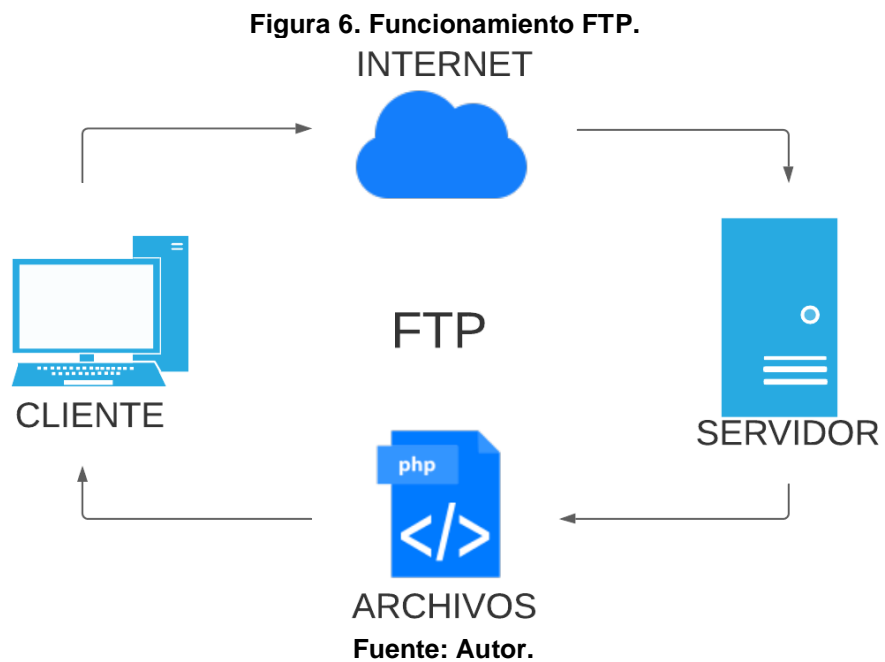 Figura 6. Funcionamiento FTP.
INTERNET
FTP
CLIENTE
SERVIDOR
php
</>
ARCHIVOS
Fuente: Autor.